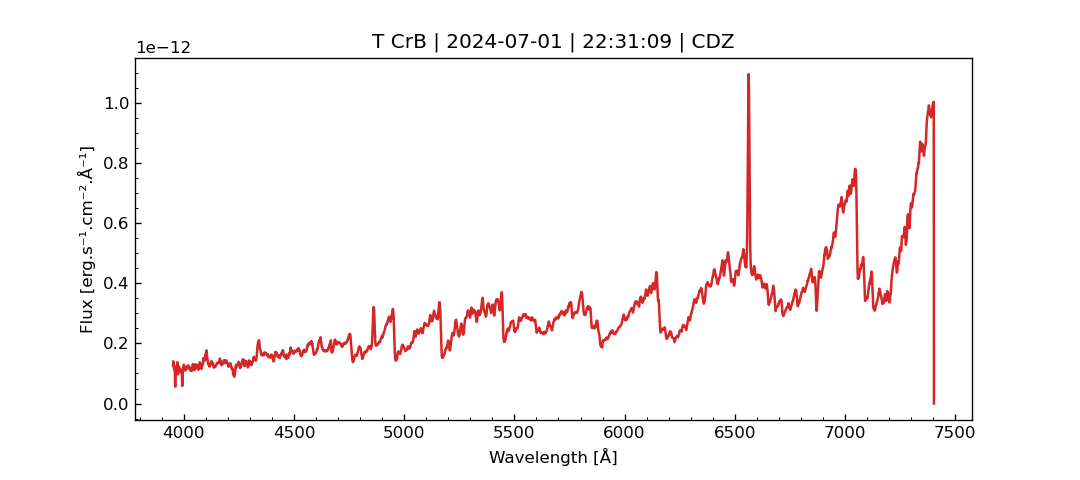 T CrB | 2024-07-01 | 22:31:09 | CDZ
1e−12
1.0
0.8
0.6
0.4
0.2
0.0
Flux [erg.s⁻¹.cm⁻².Å⁻¹]
4000 4500 5000 5500 6000 6500 7000 7500
Wavelength [Å]